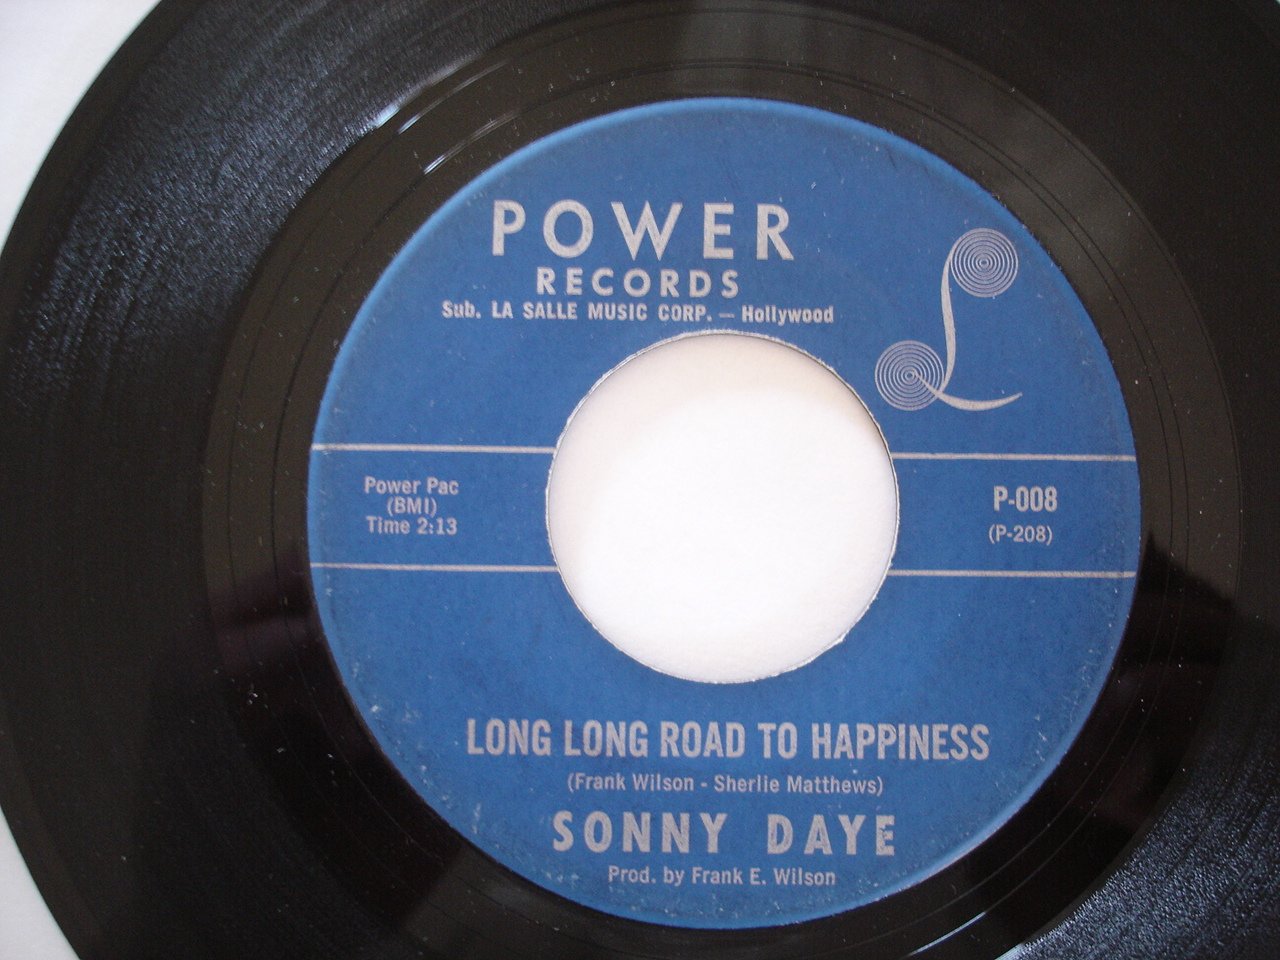 POWER
RECORDS
Sub. LA SALLE MUSIC CORP. — Hollywood
Power Pac
(BMI)
Time 2:13
P-008
(P-208)
LONG LONG ROAD TO HAPPINESS
(Frank Wilson - Sherlie Matthews)
SONNY DAYE
Prod. by Frank E. Wilson